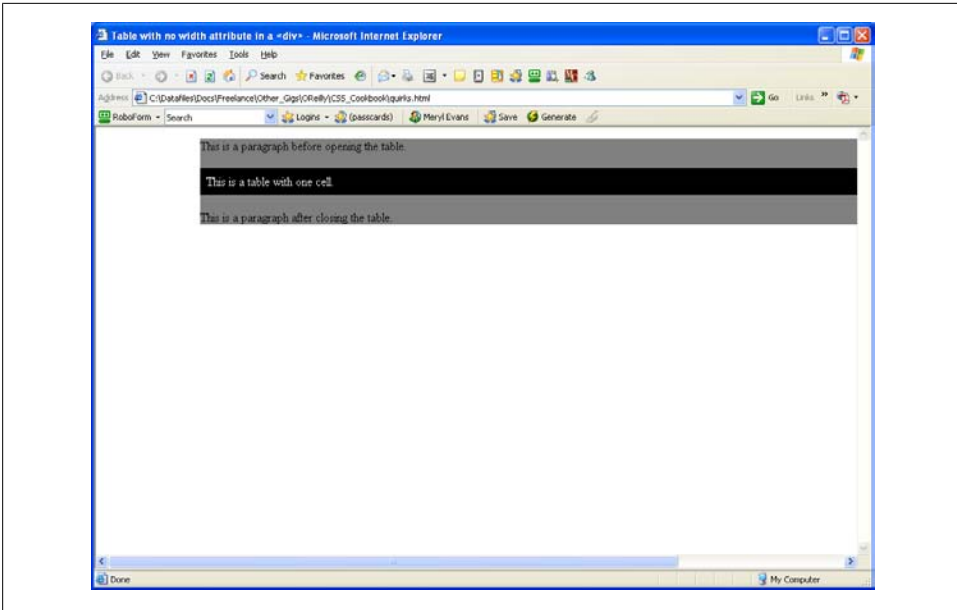 Table with no width attribute in a <div> - Microsoft Internet Explorer
File Edit View Favorites Tools Help
Back Search Favorites
Address C:\Datafiles\Docs\Freelance\Other_Gigs\OReilly\CSS_Cookbook\quirks.html Go Links »
RoboForm Search Logins (passcards) Meryl Evans Save Generate
This is a paragraph before opening the table.
This is a table with one cell.
This is a paragraph after closing the table.
Done My Computer